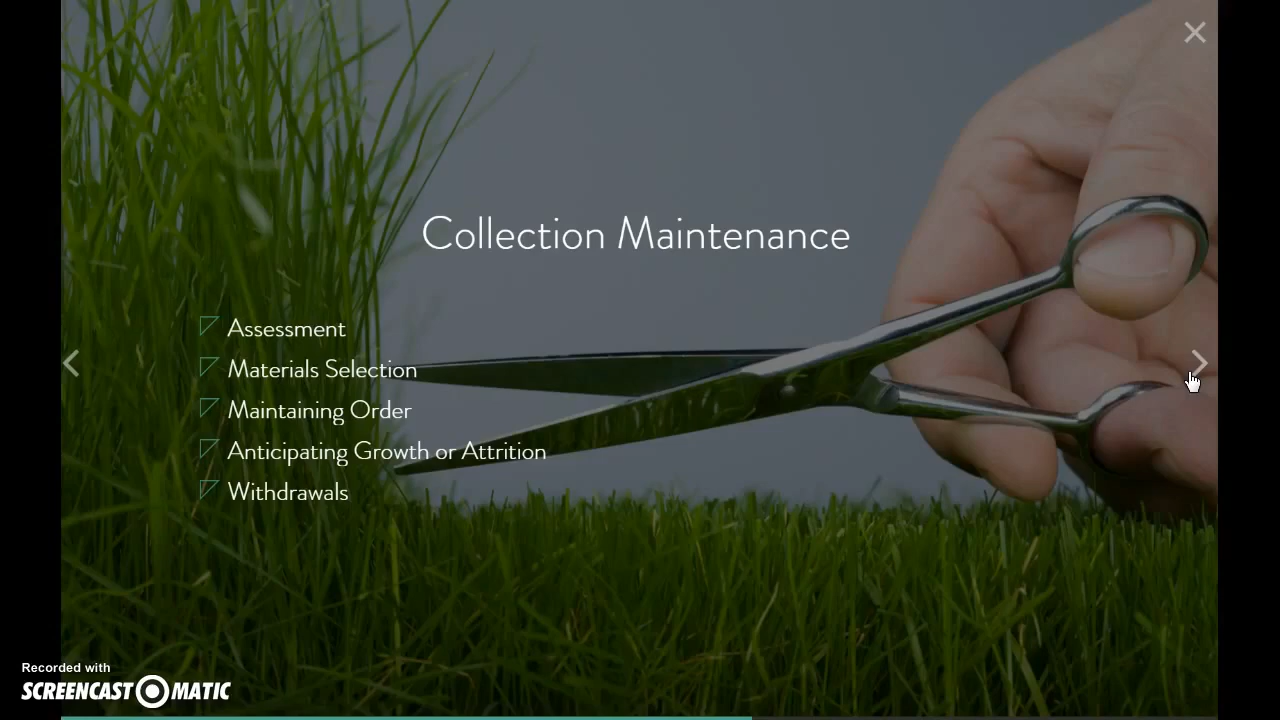 Collection Maintenance
Assessment
Materials Selection
Maintaining Order
Anticipating Growth or Attrition
Withdrawals
Recorded with
SCREENCAST MATIC